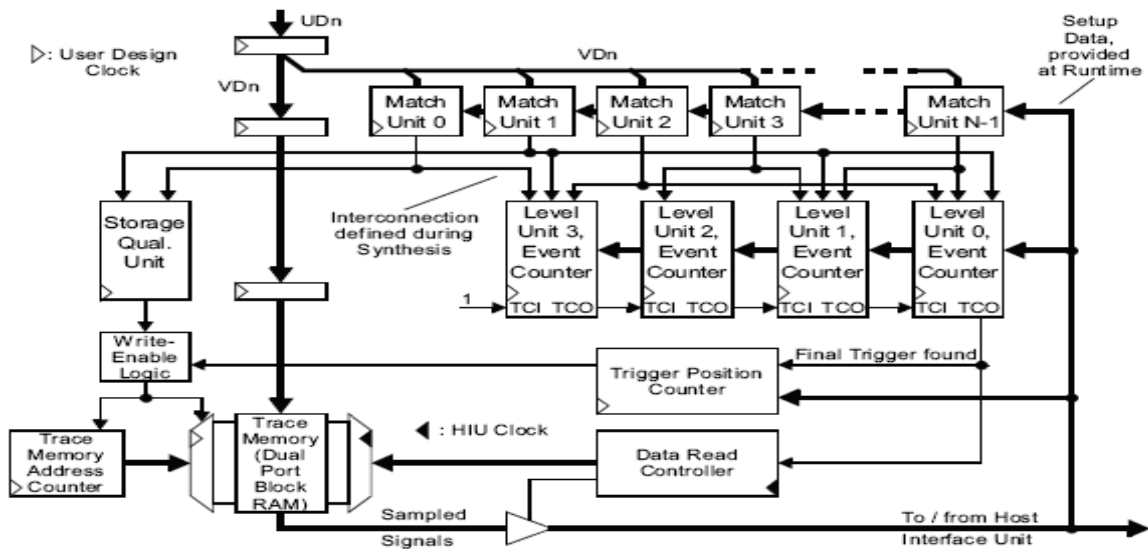 UDn
▷: User Design
Clock
VDn
VDn
Setup
Data,
provided
at Runtime
Match
Unit 0
Match
Unit 1
Match
Unit 2
Match
Unit 3
Match
Unit N-1
Interconnection
defined during
Synthesis
Storage
Qual.
Unit
Level
Unit 3,
Event
Counter
TCI TCO
Level
Unit 2,
Event
Counter
TCI TCO
Level
Unit 1,
Event
Counter
TCI TCO
Level
Unit 0,
Event
Counter
TCI TCO
1
Write-
Enable
Logic
Trigger Position
Counter
Final Trigger found
Trace
Memory
Address
Counter
Trace
Memory
(Dual
Port
Block
RAM)
◀ : HIU Clock
Data Read
Controller
Sampled
Signals
To / from Host
Interface Unit